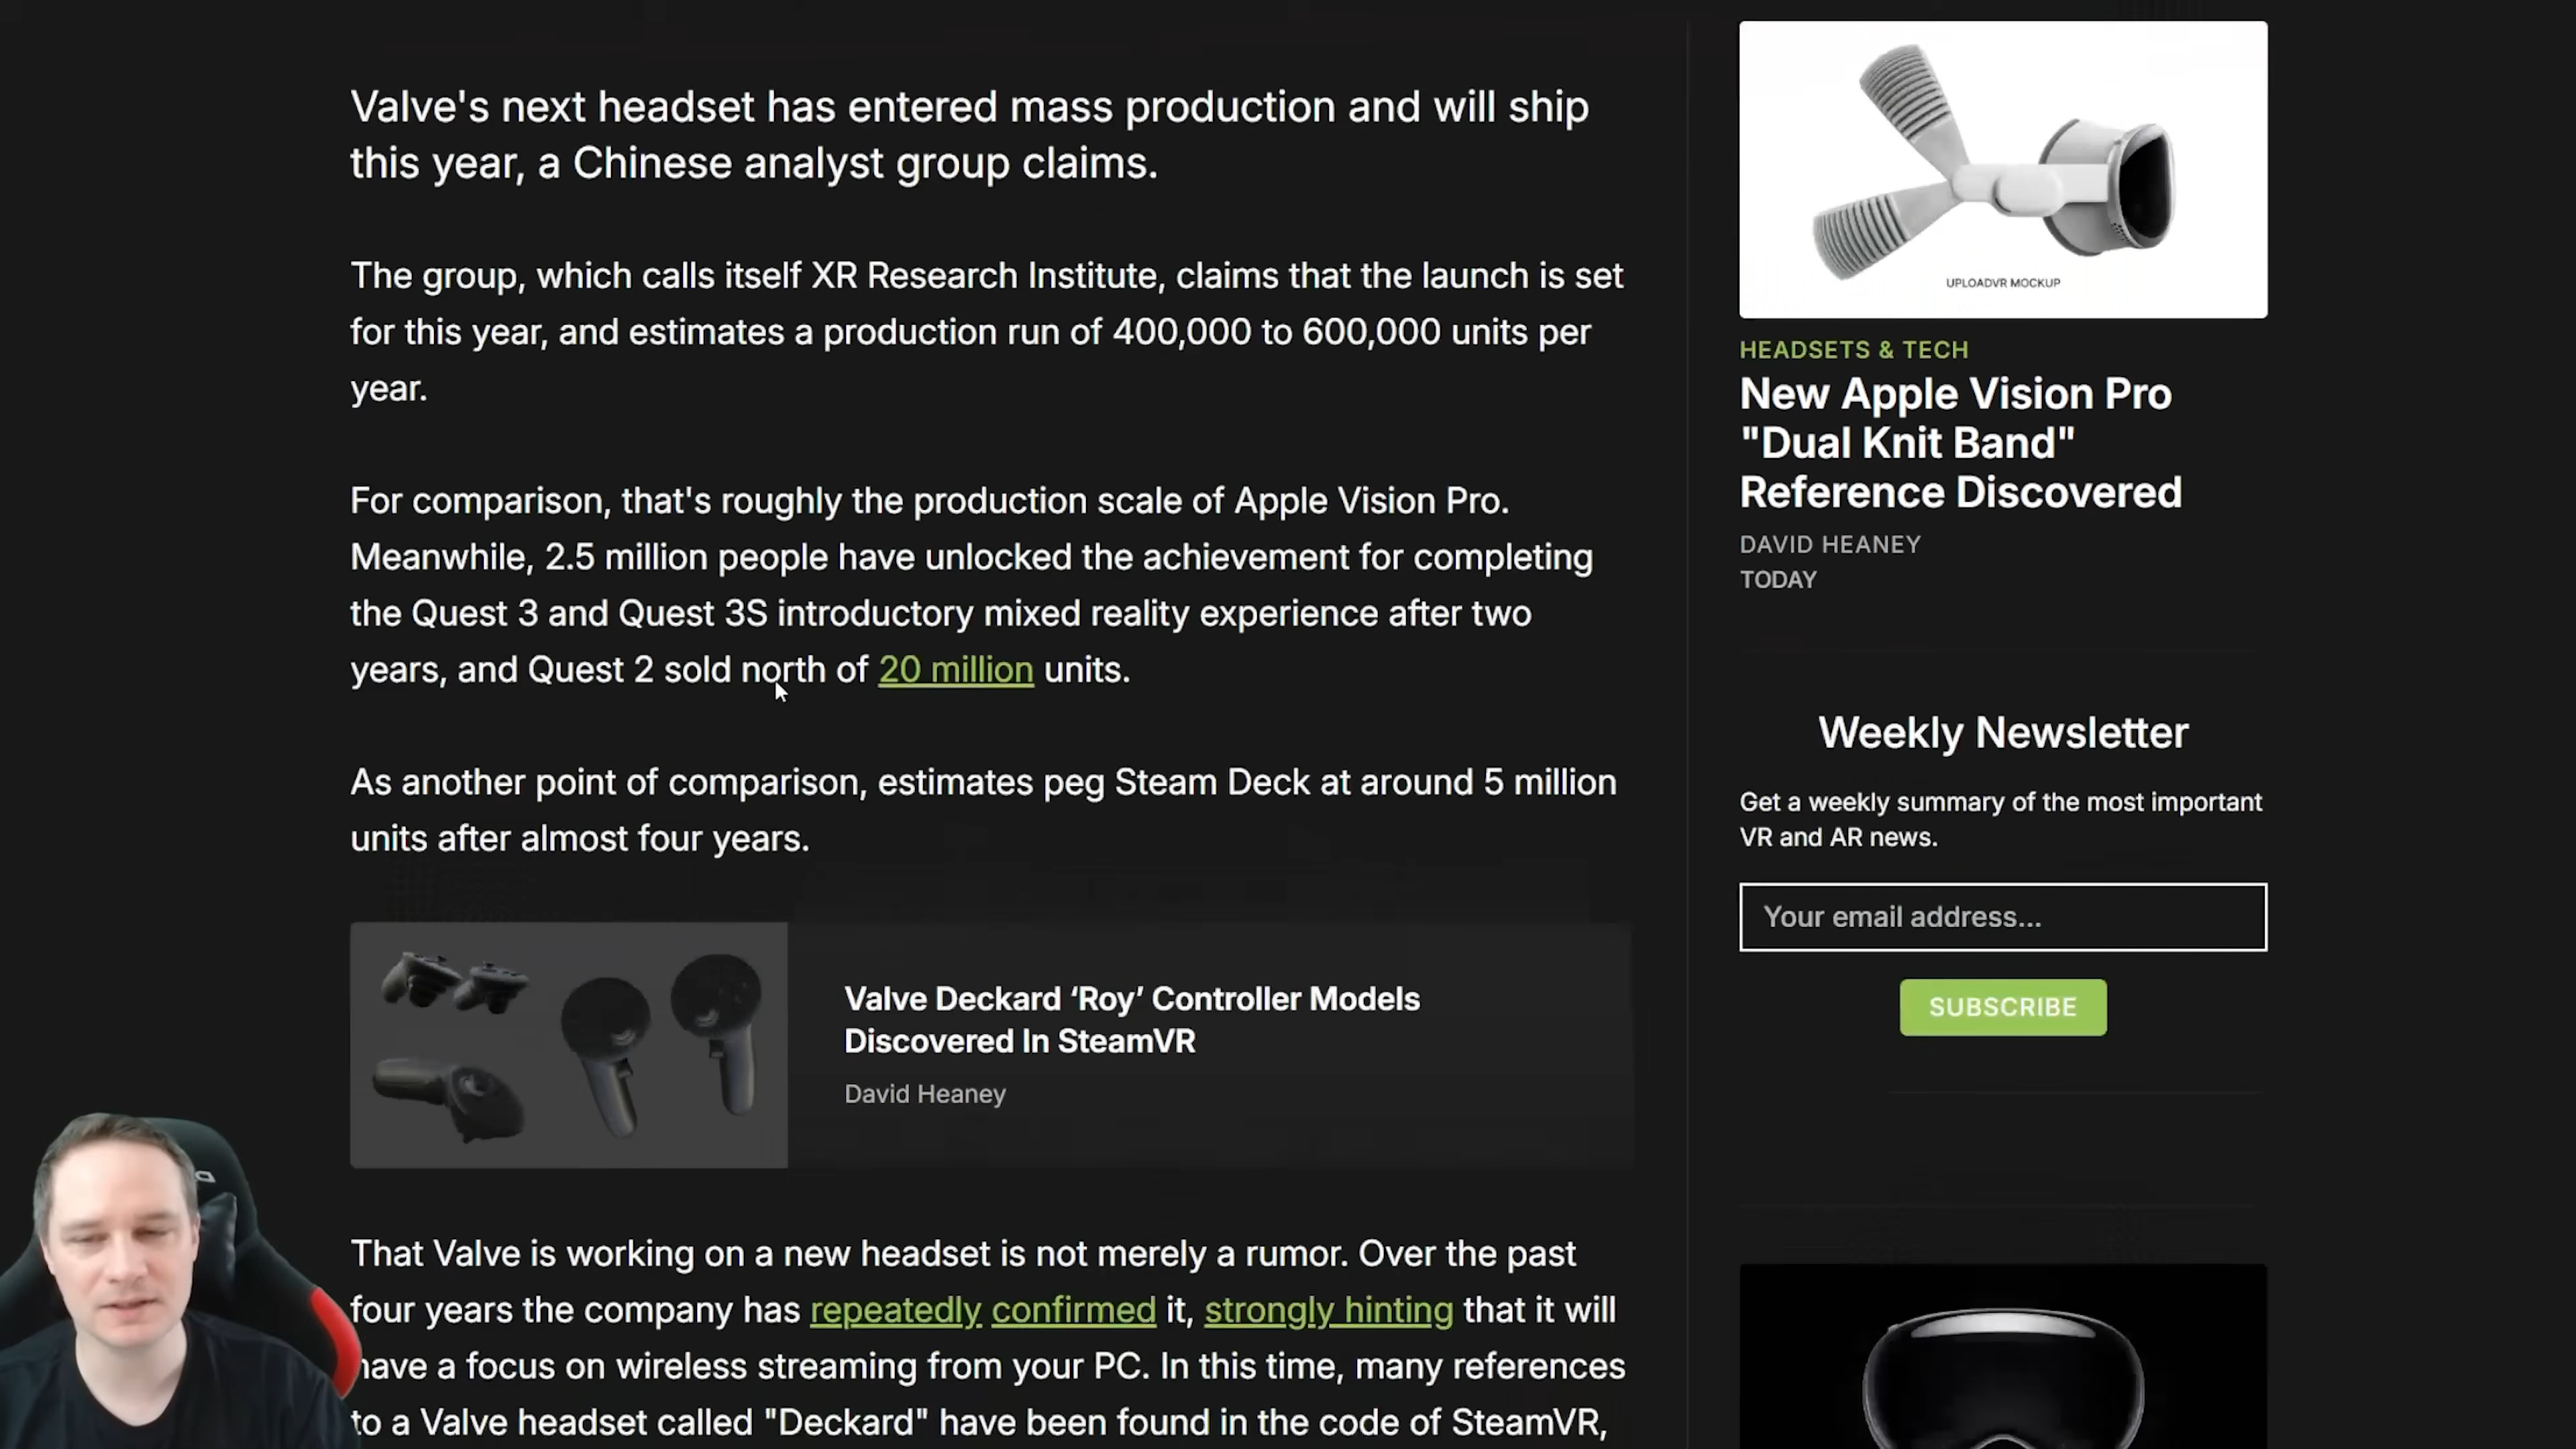 Valve's next headset has entered mass production and will ship
this year, a Chinese analyst group claims.
The group, which calls itself XR Research Institute, claims that the launch is set
for this year, and estimates a production run of 400,000 to 600,000 units per
year.
For comparison, that's roughly the production scale of Apple Vision Pro.
Meanwhile, 2.5 million people have unlocked the achievement for completing
the Quest 3 and Quest 3S introductory mixed reality experience after two
years, and Quest 2 sold north of 20 million units.
As another point of comparison, estimates peg Steam Deck at around 5 million
units after almost four years.
Valve Deckard ‘Roy’ Controller Models
Discovered In SteamVR
David Heaney
That Valve is working on a new headset is not merely a rumor. Over the past
four years the company has repeatedly confirmed it, strongly hinting that it will
have a focus on wireless streaming from your PC. In this time, many references
to a Valve headset called "Deckard" have been found in the code of SteamVR,
UPLOADVR MOCKUP
HEADSETS & TECH
New Apple Vision Pro
"Dual Knit Band"
Reference Discovered
DAVID HEANEY
TODAY
Weekly Newsletter
Get a weekly summary of the most important
VR and AR news.
Your email address...
SUBSCRIBE